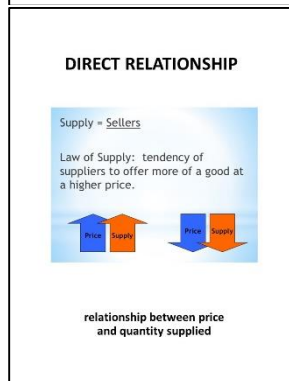 DIRECT RELATIONSHIP
Supply = Sellers
Law of Supply: tendency of
suppliers to offer more of a good at
a higher price.
Price Supply Price Supply
relationship between price
and quantity supplied